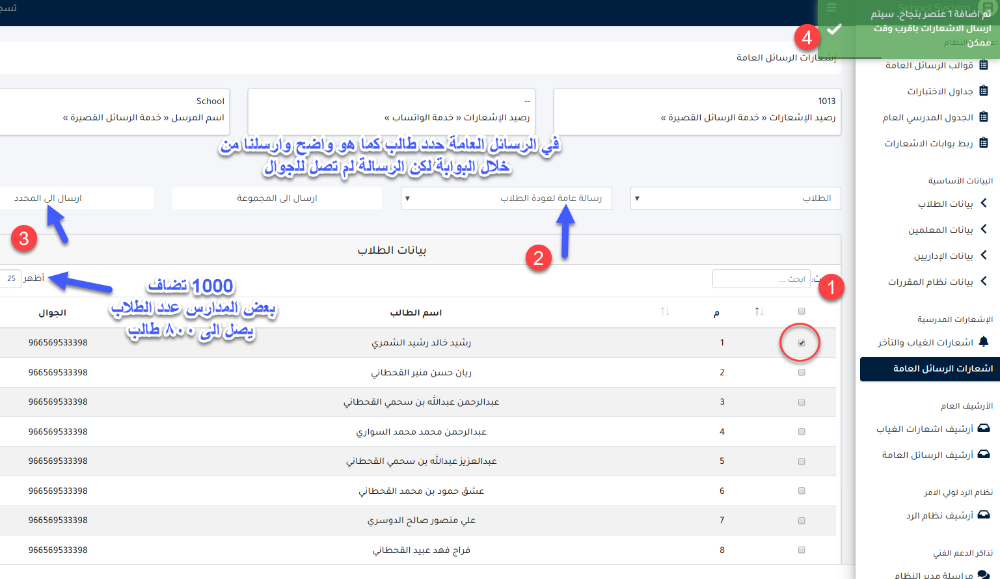 تسج
School System
تم اضافة 1 عنصر بنجاح. سيتم
ارسال الاشعارات باقرب وقت
ممكن
4
النظام
قوالب الرسائل العامة
جداول الاختبارات
الجدول المدرسي العام
ربط بوابات الاشعارات
البيانات الأساسية
بيانات الطلاب
بيانات المعلمين
بيانات الإداريين
بيانات نظام المقررات
الإشعارات المدرسية
اشعارات الغياب والتأخر
اشعارات الرسائل العامة
الأرشيف العام
أرشيف اشعارات الغياب
أرشيف الرسائل العامة
نظام الرد لولي الامر
أرشيف نظام الرد
تذاكر الدعم الفني
مراسلة مدير النظام
إشعارات الرسائل العامة
1013
رصيد الإشعارات « خدمة الرسائل القصيرة »
--
رصيد الإشعارات « خدمة الواتساب »
School
اسم المرسل « خدمة الرسائل القصيرة »
في الرسائل العامة حدد طالب كما هو واضح وارسلنا من
خلال البوابة لكن الرسالة لم تصل للجوال
الطلاب
رسالة عامة لعودة الطلاب
ارسال الى المجموعة
ارسال الى المحدد
2
3
بيانات الطلاب
ابحث ...
1
أظهر 25
1000 تضاف
بعض المدارس عدد الطلاب
يصل الى ٨٠٠ طالب
م اسم الطالب الجوال
1 رشيد خالد رشيد الشمري 966569533398
2 ريان حسن منير القحطاني 966569533398
3 عبدالرحمن عبدالله بن سحمي القحطاني 966569533398
4 عبدالرحمن محمد محمد السواري 966569533398
5 عبدالعزيز عبدالله بن سحمي القحطاني 966569533398
6 عشق حمود بن محمد القحطاني 966569533398
7 علي منصور صالح الدوسري 966569533398
8 فراج فهد عبيد القحطاني 966569533398